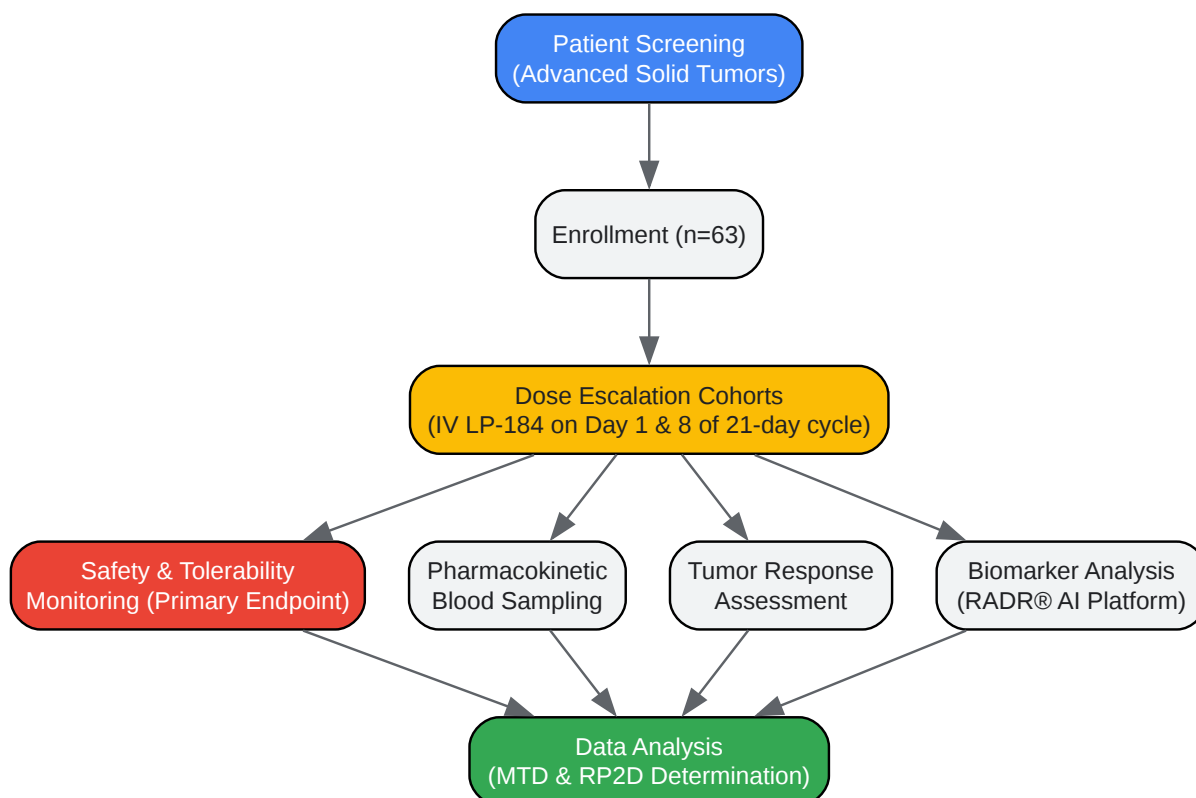 Patient Screening
(Advanced Solid Tumors)
Enrollment (n=63)
Dose Escalation Cohorts
(IV LP-184 on Day 1 & 8 of 21-day cycle)
Safety & Tolerability
Monitoring (Primary Endpoint)
Pharmacokinetic
Blood Sampling
Tumor Response
Assessment
Biomarker Analysis
(RADR® AI Platform)
Data Analysis
(MTD & RP2D Determination)